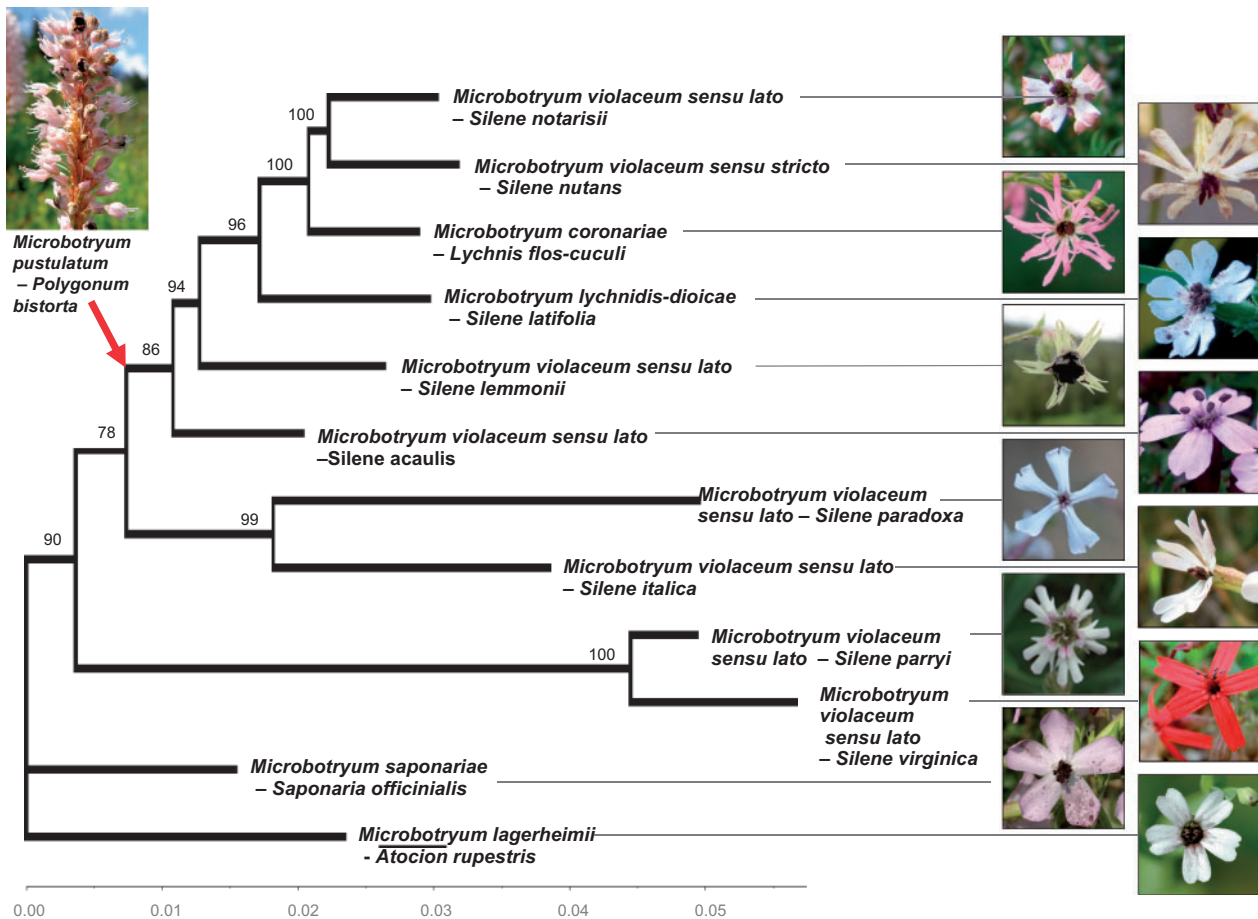 Microbotryum
pustulatum
– Polygonum
bistorta
Microbotryum violaceum sensu lato
– Silene notarisii
Microbotryum violaceum sensu stricto
– Silene nutans
Microbotryum coronariae
– Lychnis flos-cuculi
Microbotryum lychnidis-dioicae
– Silene latifolia
Microbotryum violaceum sensu lato
– Silene lemmonii
Microbotryum violaceum sensu lato
–Silene acaulis
Microbotryum violaceum
sensu lato – Silene paradoxa
Microbotryum violaceum sensu lato
– Silene italica
Microbotryum violaceum
sensu lato – Silene parryi
Microbotryum
violaceum
sensu lato
– Silene virginica
Microbotryum saponariae
– Saponaria officinialis
Microbotryum lagerheimii
- Atocion rupestris
100
100
96
94
86
78
99
90
100
0.00 0.01 0.02 0.03 0.04 0.05